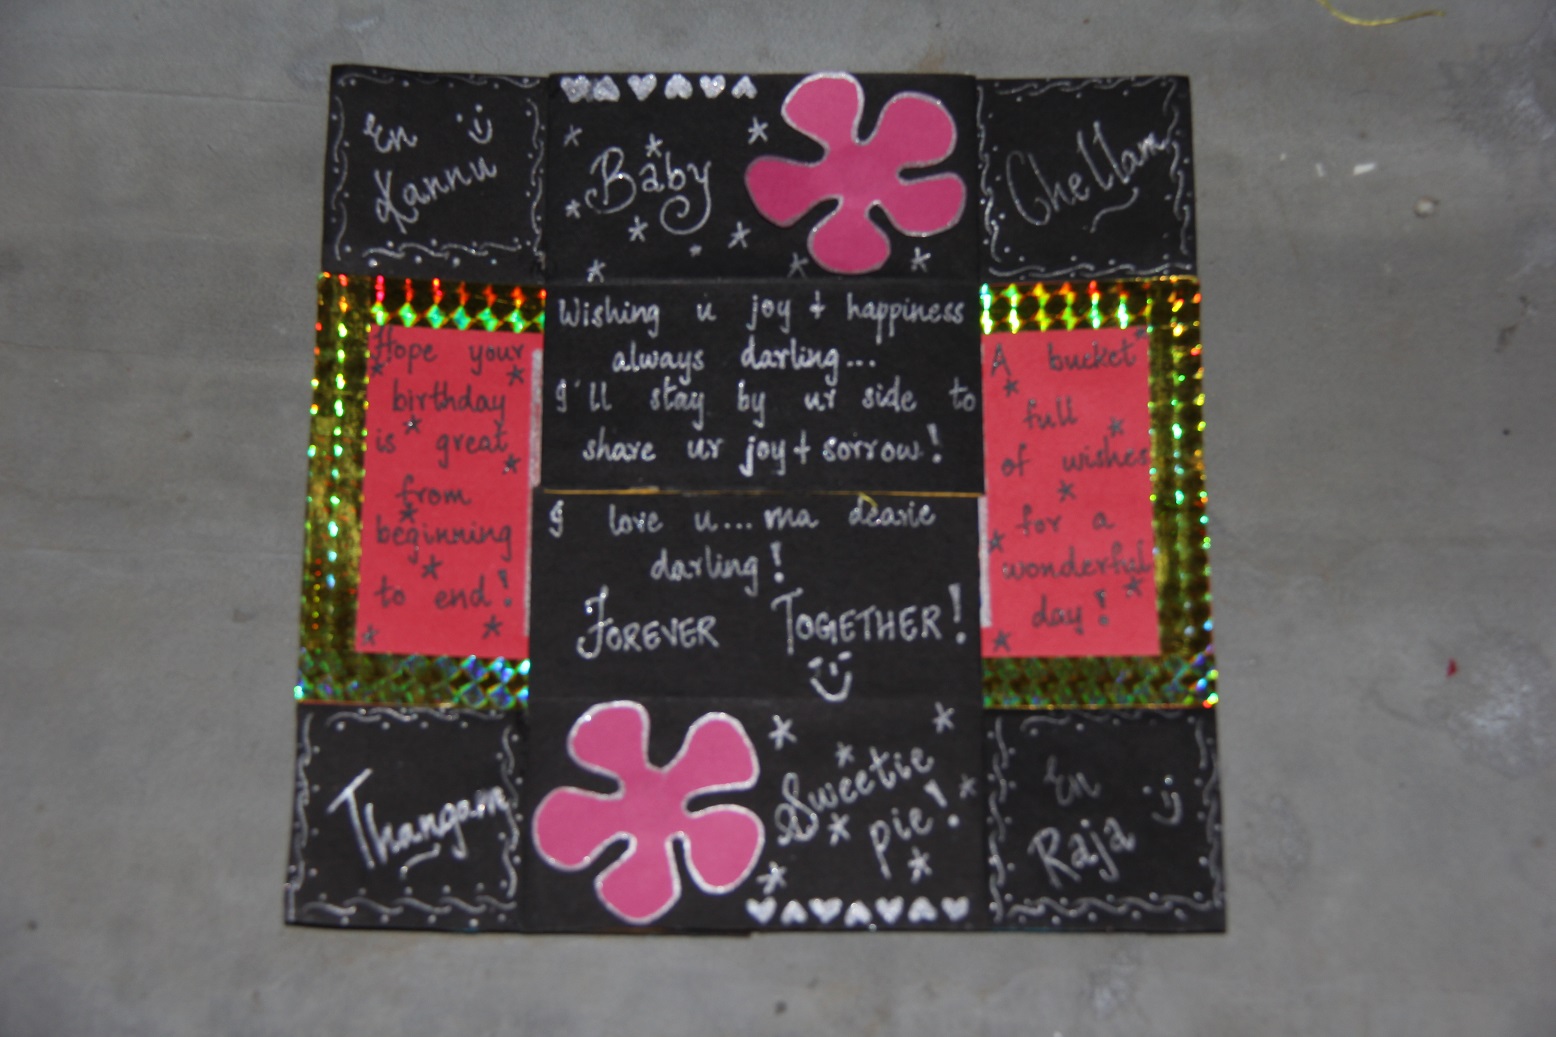 En
Kannu
Baby
Chellam
Hope your
birthday
is great
from
beginning
to end!
Wishing u joy + happiness
always darling...
I'll stay by ur side to
share ur joy + sorrow!
I love u... ma dearie
darling!
FOREVER TOGETHER!
A bucket
full
of wishes
for a
wonderful
day!
Thangam
Sweetie
pie!
En
Raja